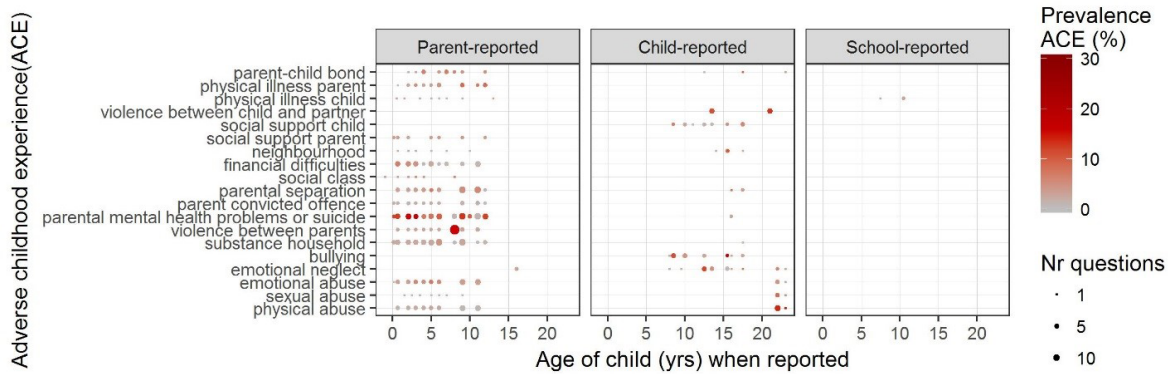 Parent-reported
Child-reported
School-reported
Adverse childhood experience(ACE)
parent-child bond
physical illness parent
physical illness child
violence between child and partner
social support child
social support parent
neighbourhood
financial difficulties
social class
parental separation
parent convicted offence
parental mental health problems or suicide
violence between parents
substance household
bullying
emotional neglect
emotional abuse
sexual abuse
physical abuse
0 5 10 15 20
0 5 10 15 20
0 5 10 15 20
Age of child (yrs) when reported
Prevalence
ACE (%)
30
20
10
0
Nr questions
1
5
10